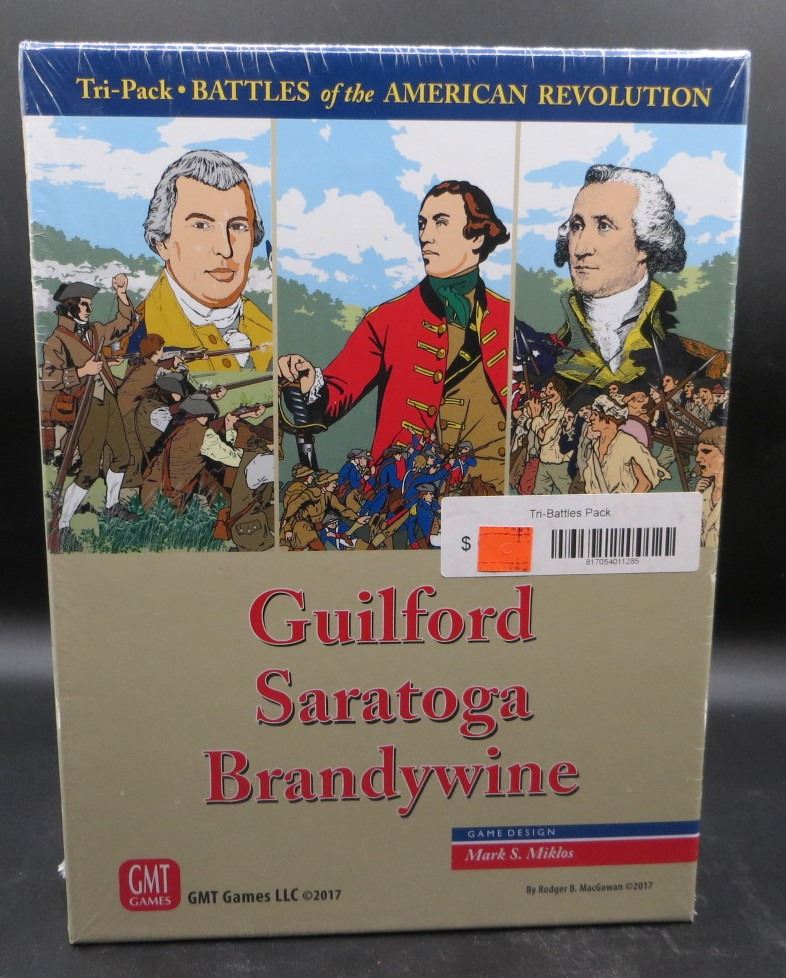 Tri-Pack • BATTLES of the AMERICAN REVOLUTION
Tri-Battles Pack
$
817054011285
Guilford
Saratoga
Brandywine
GAME DESIGN
Mark S. Miklos
GMT
GAMES
GMT Games LLC ©2017
By Rodger B. MacGowan ©2017